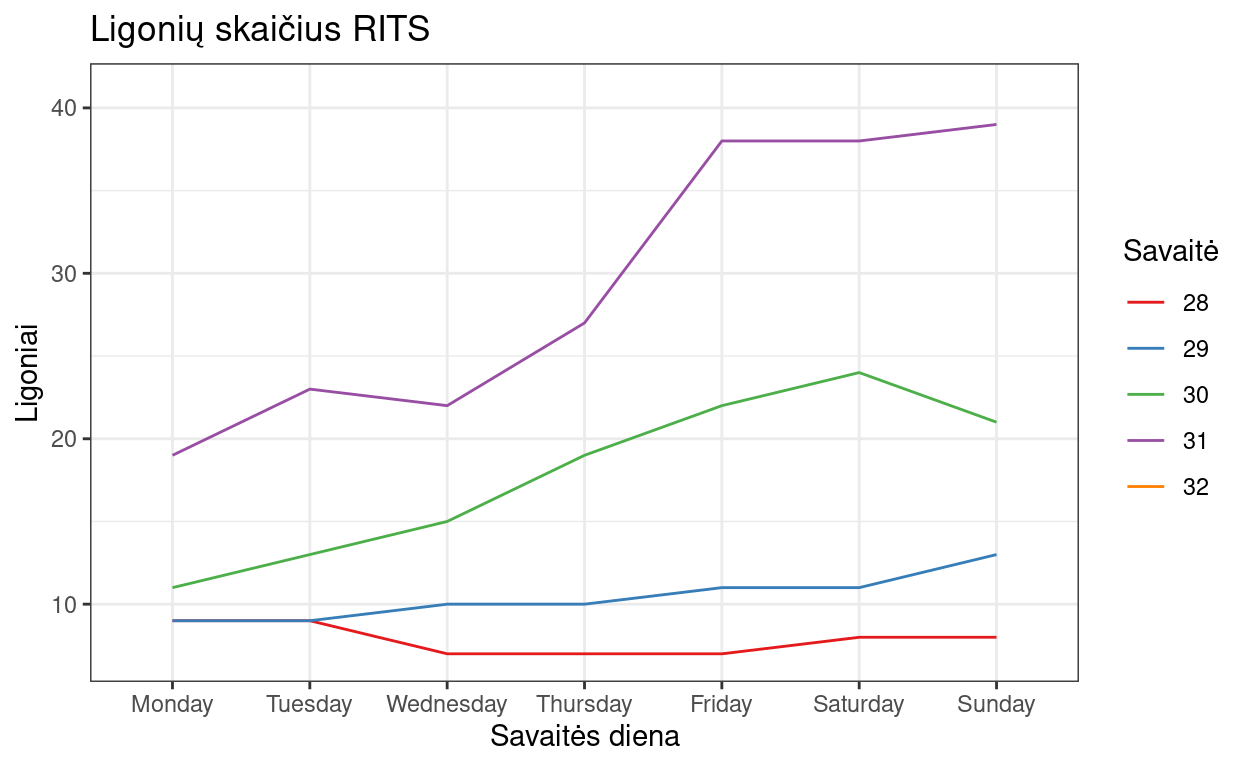 Ligonių skaičius RITS
40
30
20
10
Ligoniai
Monday Tuesday Wednesday Thursday Friday Saturday Sunday
Savaitės diena
Savaitė
28
29
30
31
32